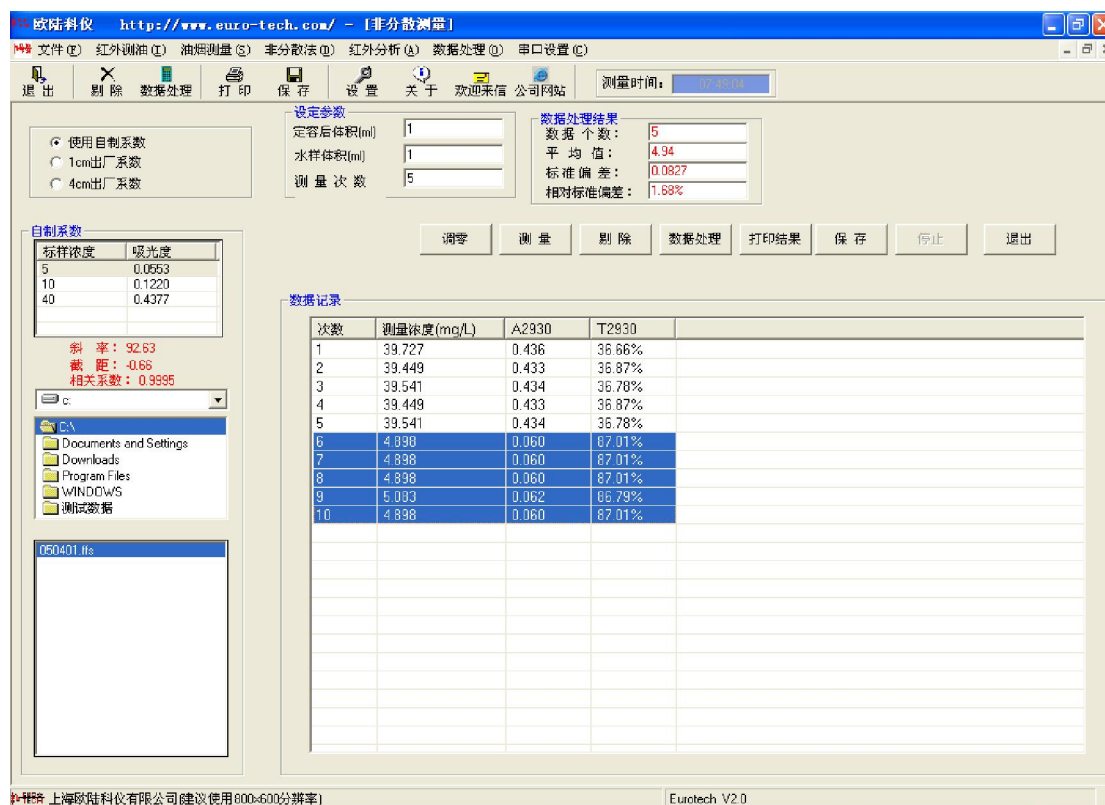 欧陆科仪 http://www.euro-tech.com/ - [非分散测量]
文件(F) 红外测油(I) 油烟测量(S) 非分散法(D) 红外分析(A) 数据处理(D) 串口设置(C)
退出 剔除 数据处理 打印 保存 设置 关于 欢迎来信 公司网站 测量时间: 07:49:04
使用自制系数
1cm出厂系数
4cm出厂系数
设定参数
定容后体积(ml) 1
水样体积(ml) 1
测量次数 5
数据处理结果
数据个数: 5
平均值: 4.94
标准偏差: 0.0827
相对标准偏差: 1.68%
调零 测量 剔除 数据处理 打印结果 保存 停止 退出
自制系数
标样浓度 吸光度
5 0.0553
10 0.1220
40 0.4377
斜率: 92.63
截距: -0.66
相关系数: 0.9995
c:
C:\
Documents and Settings
Downloads
Program Files
WINDOWS
测试数据
050401.ffs
数据记录
次数 测量浓度(mg/L) A2930 T2930
1 39.727 0.436 36.66%
2 39.449 0.433 36.87%
3 39.541 0.434 36.78%
4 39.449 0.433 36.87%
5 39.541 0.434 36.78%
6 4.898 0.060 87.01%
7 4.898 0.060 87.01%
8 4.898 0.060 87.01%
9 5.083 0.062 86.79%
10 4.898 0.060 87.01%
上海欧陆科仪有限公司(建议使用800×600分辨率) Eurotech V2.0